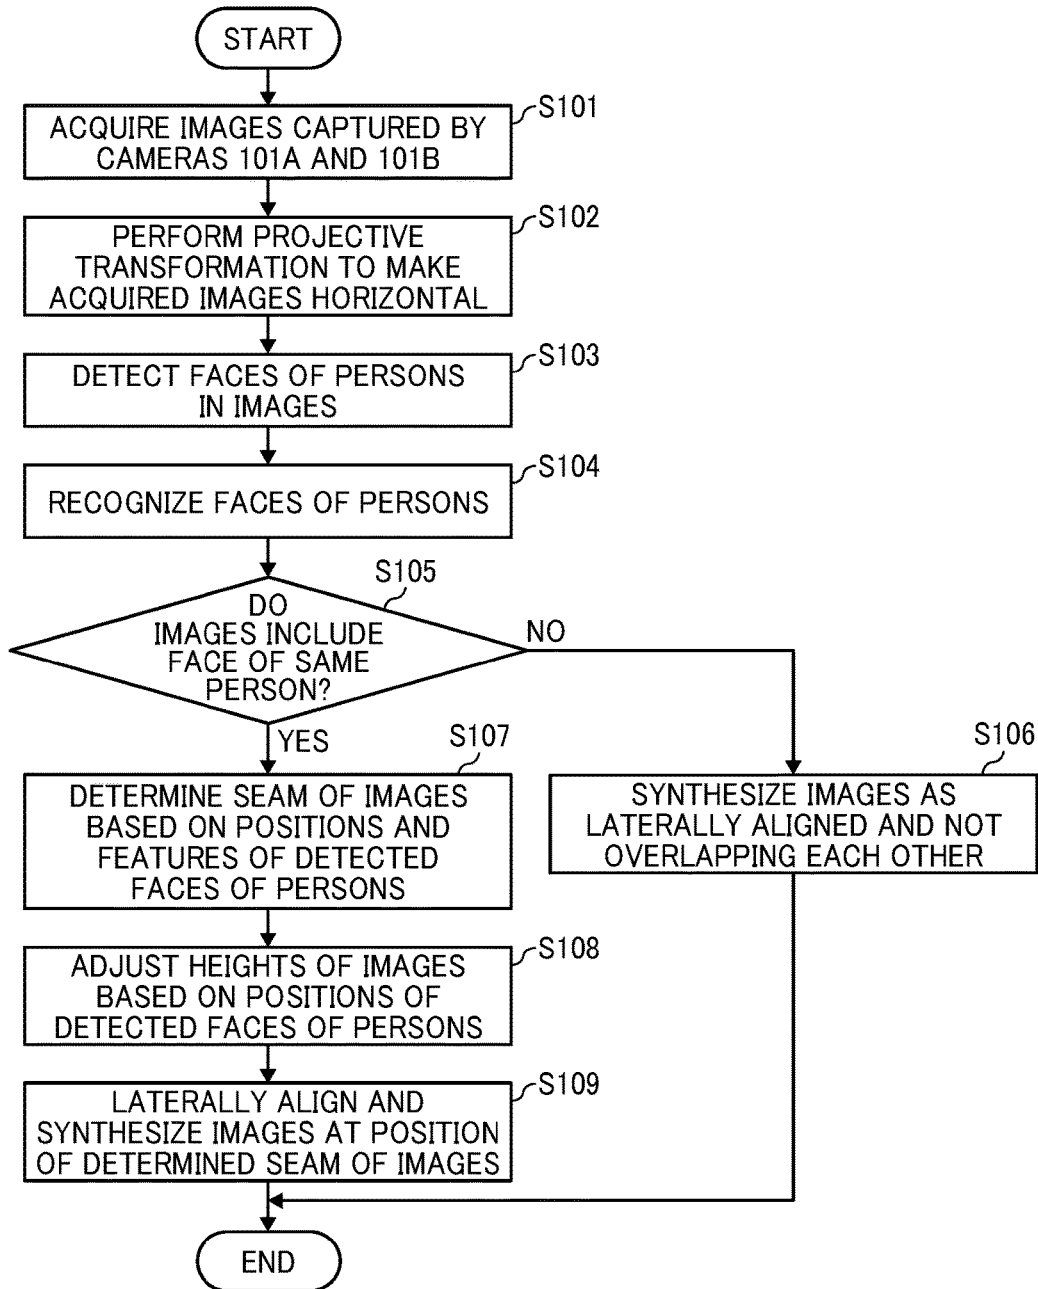 START
S101
ACQUIRE IMAGES CAPTURED BY
CAMERAS 101A AND 101B
S102
PERFORM PROJECTIVE
TRANSFORMATION TO MAKE
ACQUIRED IMAGES HORIZONTAL
S103
DETECT FACES OF PERSONS
IN IMAGES
S104
RECOGNIZE FACES OF PERSONS
S105
DO
IMAGES INCLUDE
FACE OF SAME
PERSON?
NO
YES
S107
DETERMINE SEAM OF IMAGES
BASED ON POSITIONS AND
FEATURES OF DETECTED
FACES OF PERSONS
S106
SYNTHESIZE IMAGES AS
LATERALLY ALIGNED AND NOT
OVERLAPPING EACH OTHER
S108
ADJUST HEIGHTS OF IMAGES
BASED ON POSITIONS OF
DETECTED FACES OF PERSONS
S109
LATERALLY ALIGN AND
SYNTHESIZE IMAGES AT POSITION
OF DETERMINED SEAM OF IMAGES
END